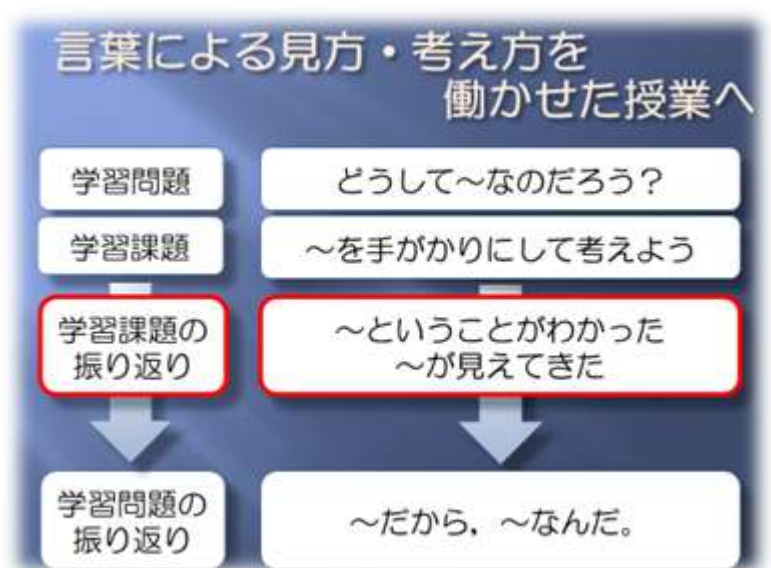 言葉による見方・考え方を
働かせた授業へ
学習問題
どうして～なのだろう？
学習課題
～を手がかりにして考えよう
学習課題の
振り返り
～ということがわかった
～が見えてきた
学習問題の
振り返り
～だから，～なんだ。